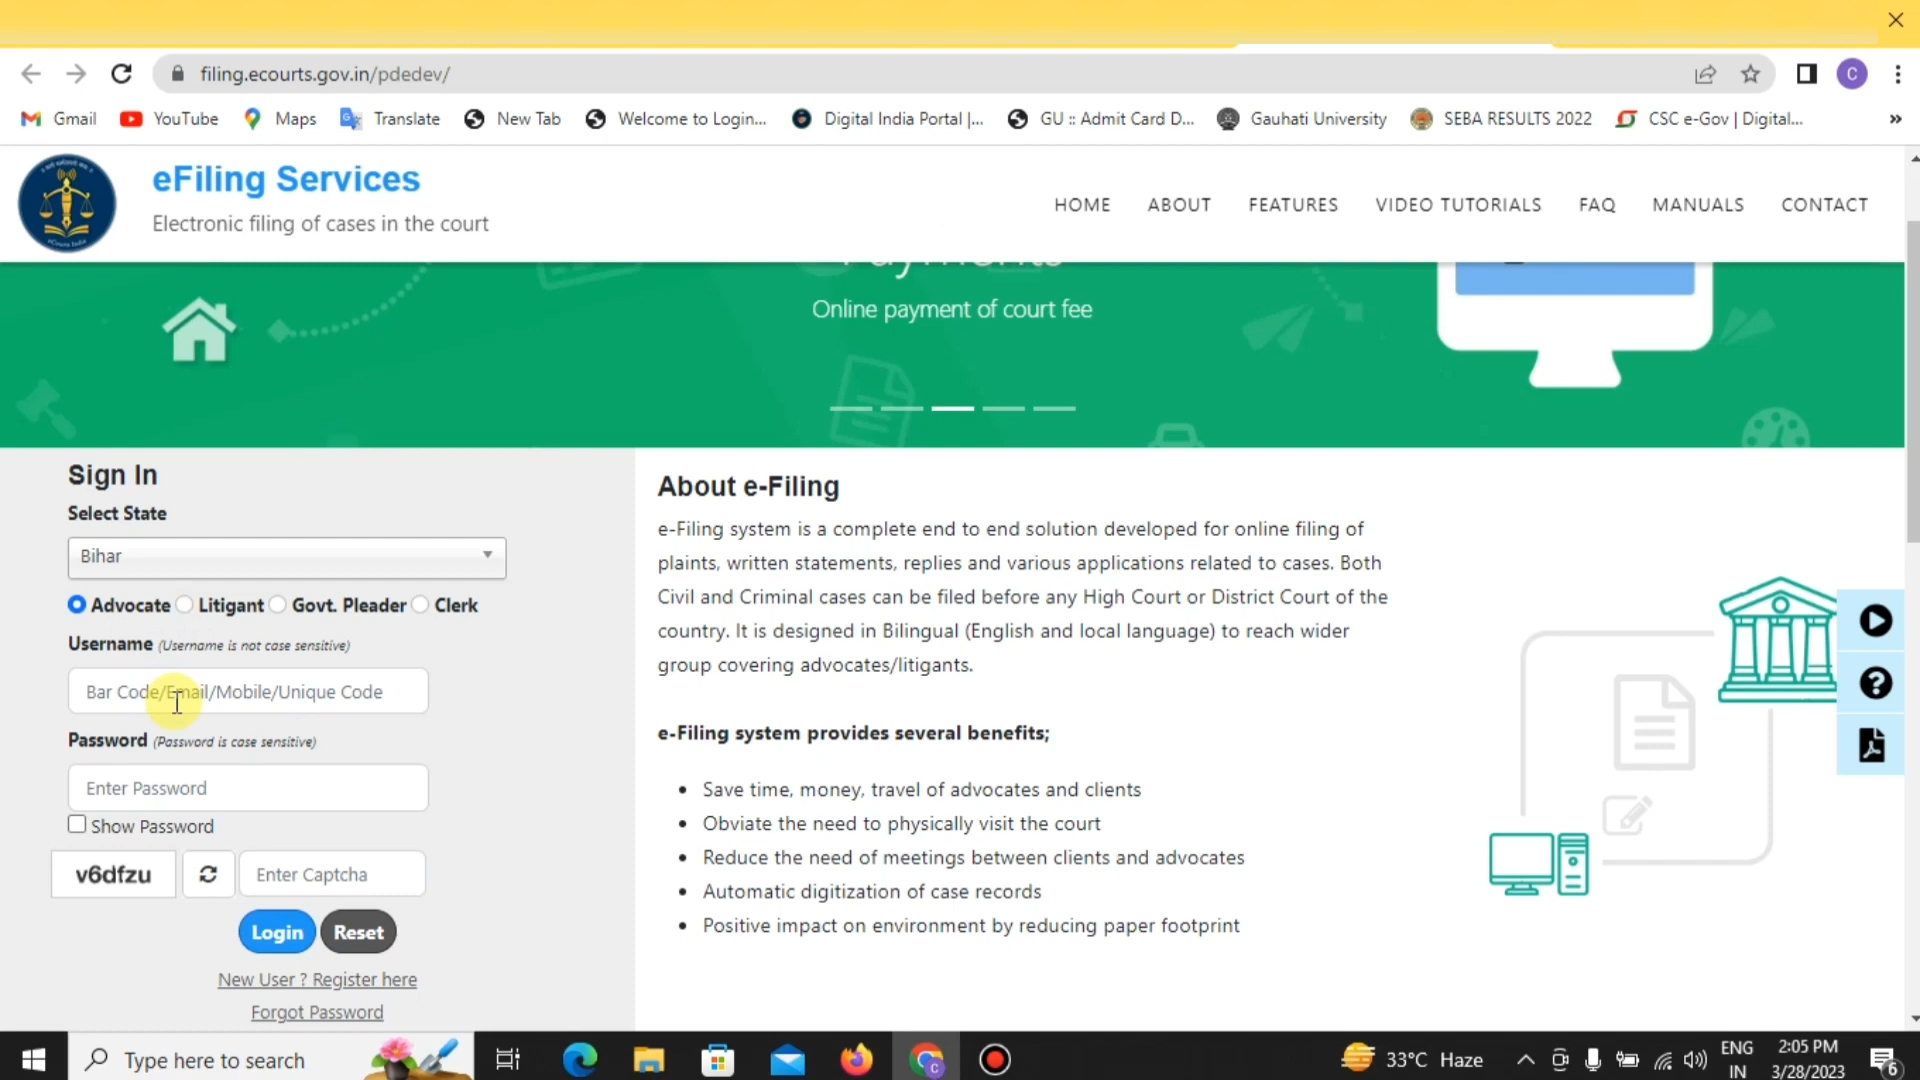 filing.ecourts.gov.in/pdedev/
C
Gmail YouTube Maps Translate New Tab Welcome to Login... Digital India Portal |... GU :: Admit Card D... Gauhati University SEBA RESULTS 2022 CSC e-Gov | Digital... »
eFiling Services
Electronic filing of cases in the court
HOME ABOUT FEATURES VIDEO TUTORIALS FAQ MANUALS CONTACT
Payments
Online payment of court fee
Sign In
Select State
Bihar
Advocate Litigant Govt. Pleader Clerk
Username (Username is not case sensitive)
Bar Code/Email/Mobile/Unique Code
Password (Password is case sensitive)
Enter Password
Show Password
v6dfzu Enter Captcha
Login Reset
New User ? Register here
Forgot Password
About e-Filing
e-Filing system is a complete end to end solution developed for online filing of
plaints, written statements, replies and various applications related to cases. Both
Civil and Criminal cases can be filed before any High Court or District Court of the
country. It is designed in Bilingual (English and local language) to reach wider
group covering advocates/litigants.
e-Filing system provides several benefits;
• Save time, money, travel of advocates and clients
• Obviate the need to physically visit the court
• Reduce the need of meetings between clients and advocates
• Automatic digitization of case records
• Positive impact on environment by reducing paper footprint
Type here to search
C
33°C Haze
ENG
IN
2:05 PM
3/28/2023
6